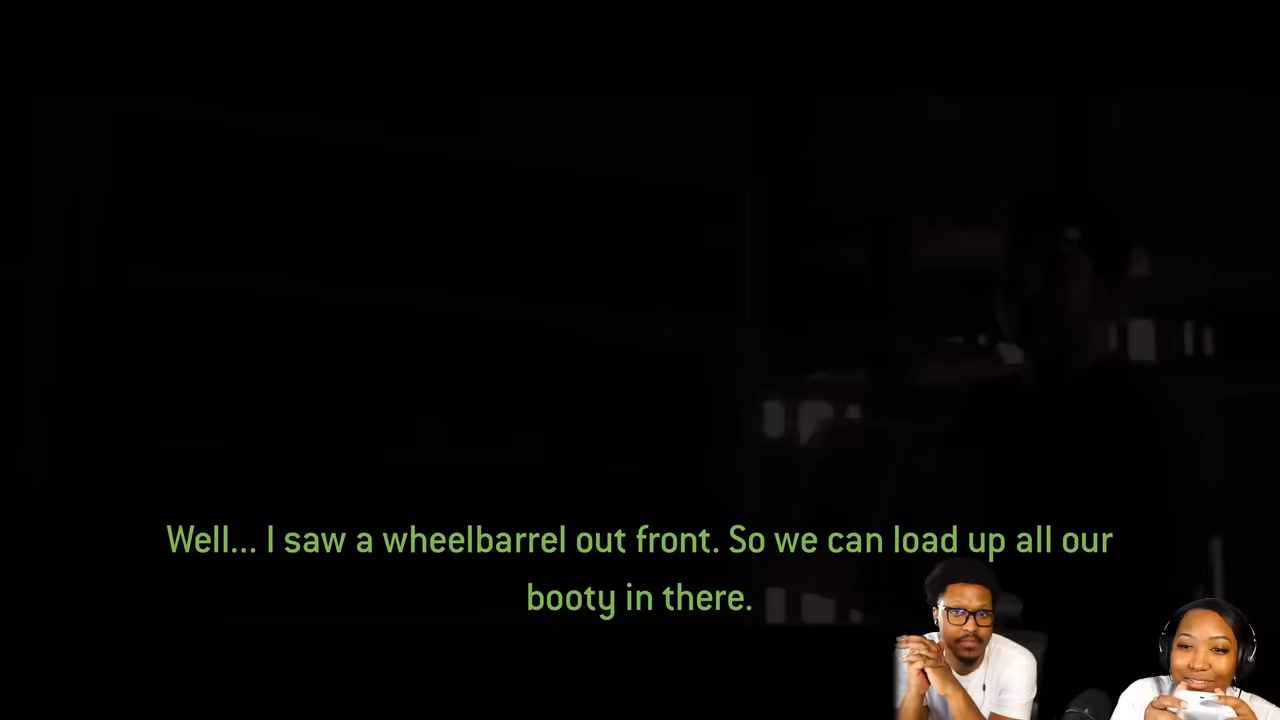 Well... I saw a wheelbarrel out front. So we can load up all our
booty in there.